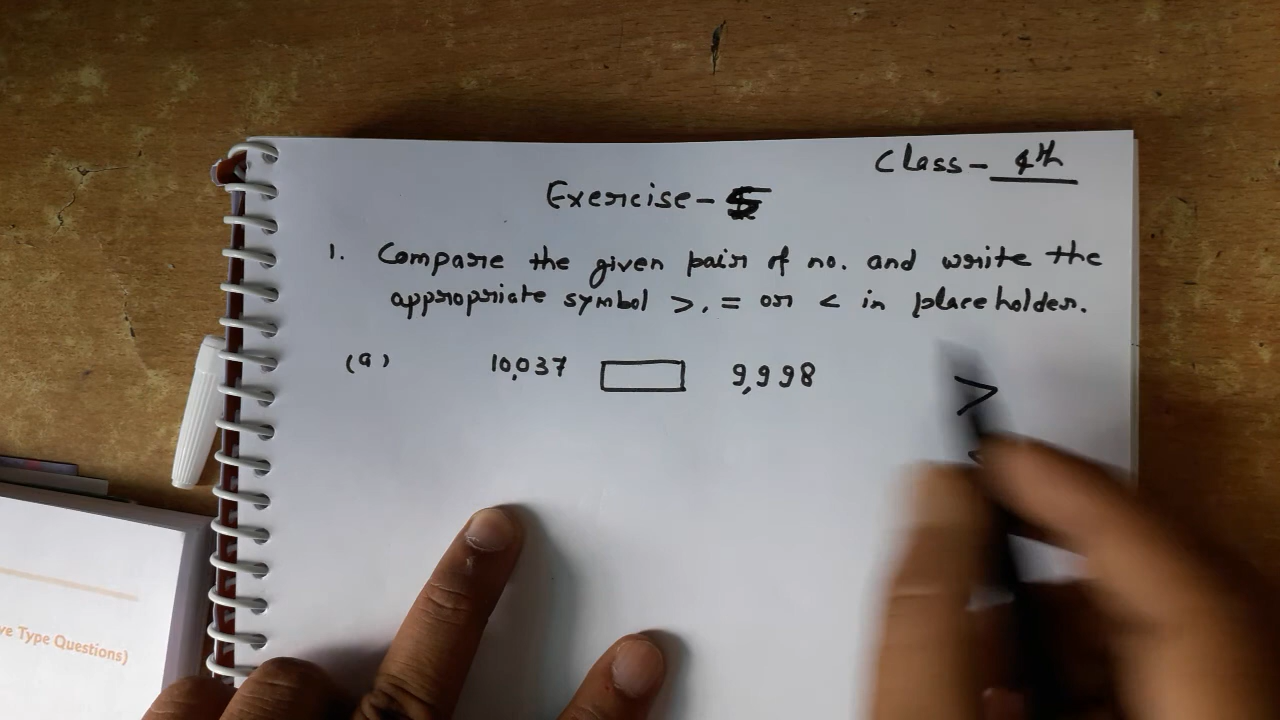 Class- 4th
Exercise-5
1. Compare the given pair of no. and write the
appropriate symbol >, = or < in placeholder.
(a) 10,037 9,998
>
ve Type Questions)